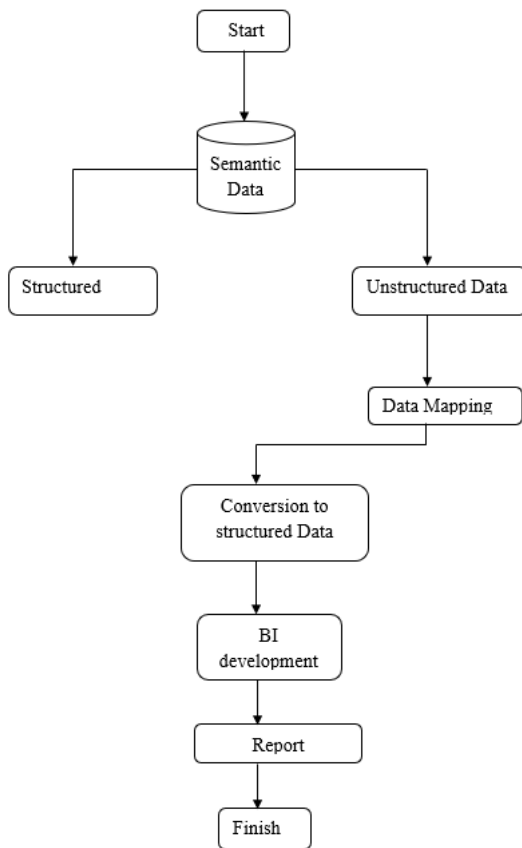 Start
Semantic
Data
Structured
Unstructured Data
Data Mapping
Conversion to
structured Data
BI
development
Report
Finish